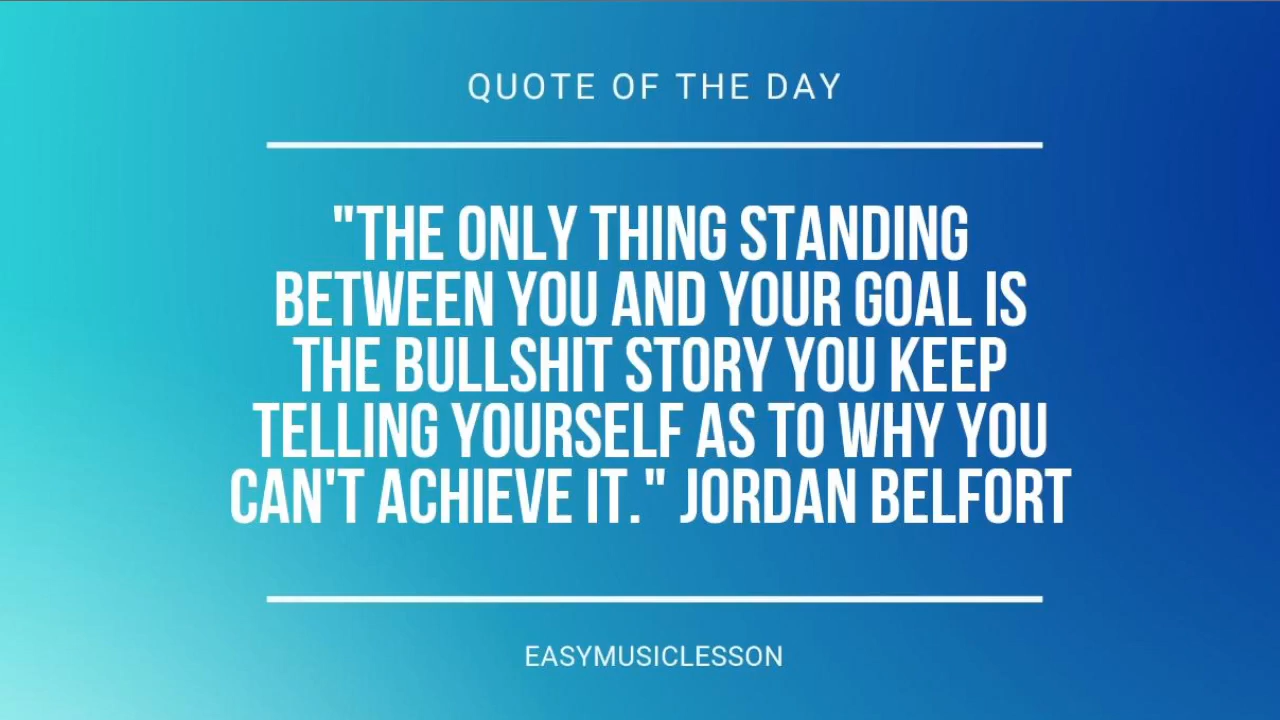 QUOTE OF THE DAY
"THE ONLY THING STANDING
BETWEEN YOU AND YOUR GOAL IS
THE BULLSHIT STORY YOU KEEP
TELLING YOURSELF AS TO WHY YOU
CAN'T ACHIEVE IT." JORDAN BELFORT
EASYMUSICLESSON